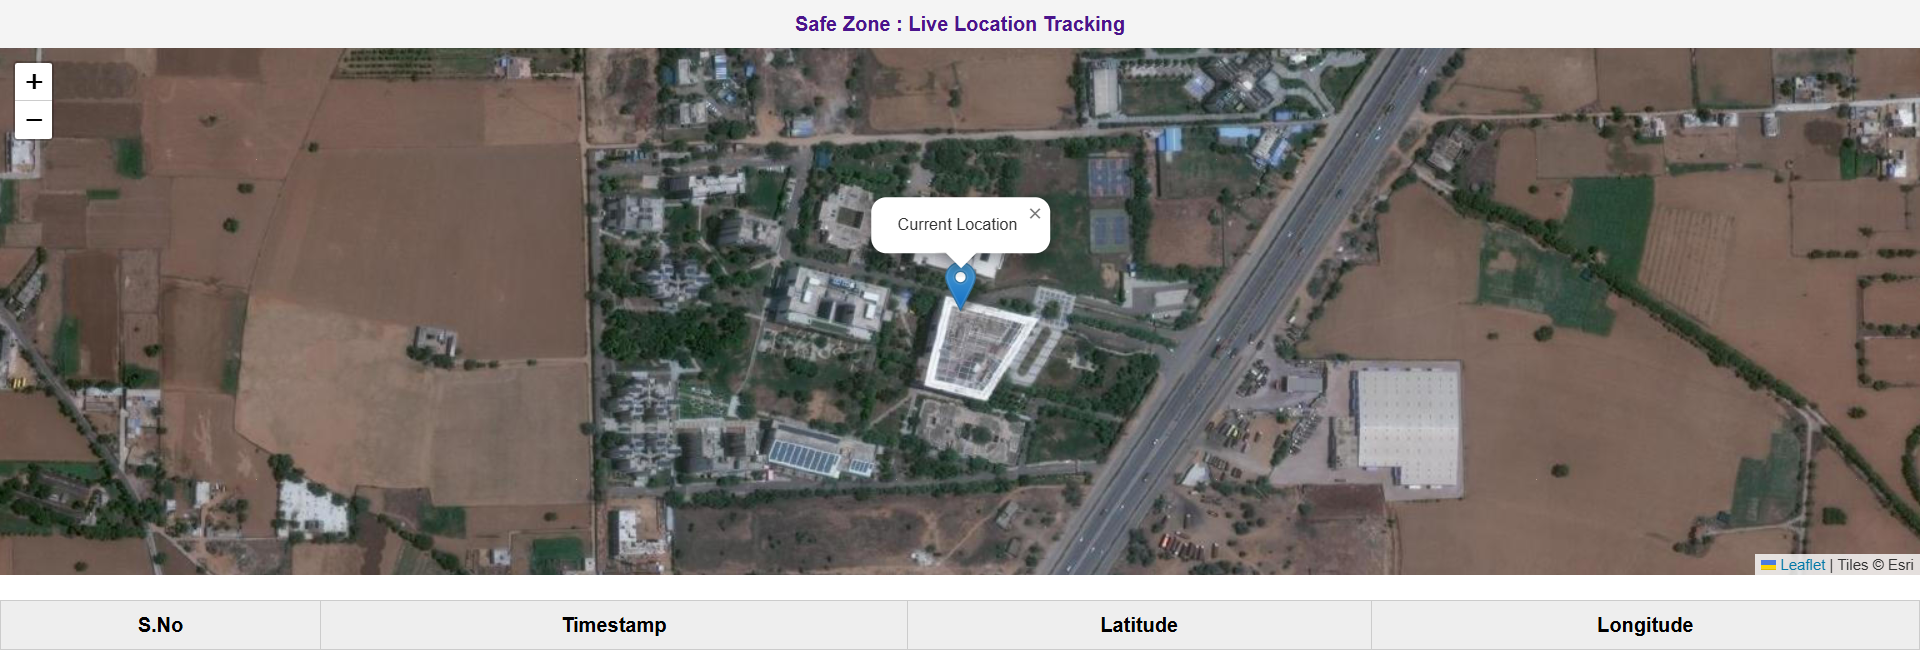 Safe Zone : Live Location Tracking
+
−
Current Location
×
Leaflet | Tiles © Esri
S.No Timestamp Latitude Longitude